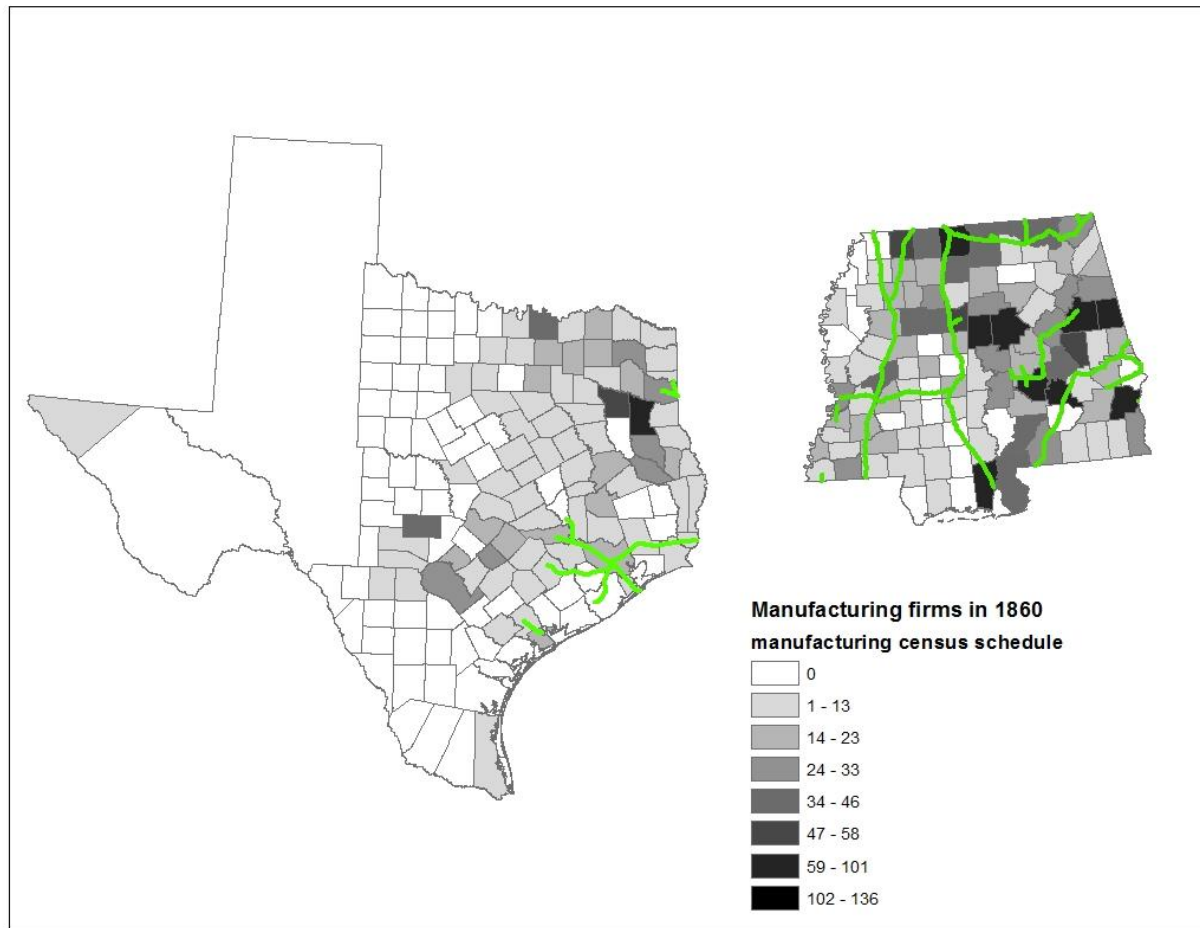 Manufacturing firms in 1860
manufacturing census schedule
0
1 - 13
14 - 23
24 - 33
34 - 46
47 - 58
59 - 101
102 - 136